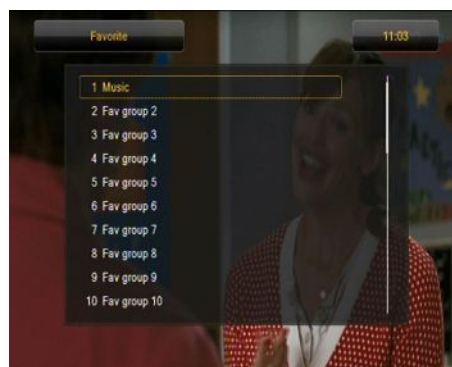 Favorite
11:03
1 Music
2 Fav group 2
3 Fav group 3
4 Fav group 4
5 Fav group 5
6 Fav group 6
7 Fav group 7
8 Fav group 8
9 Fav group 9
10 Fav group 10